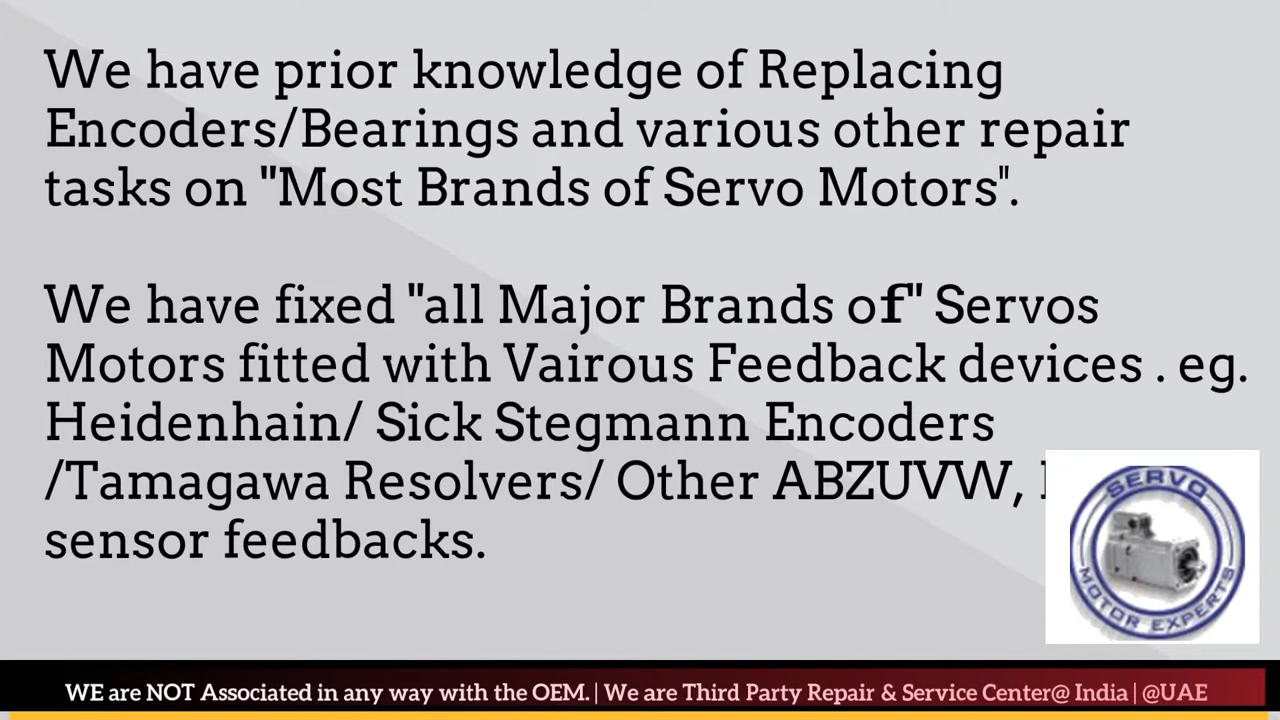 We have prior knowledge of Replacing
Encoders/Bearings and various other repair
tasks on "Most Brands of Servo Motors".
We have fixed "all Major Brands of" Servos
Motors fitted with Vairous Feedback devices . eg.
Heidenhain/ Sick Stegmann Encoders
/Tamagawa Resolvers/ Other ABZUVW,
sensor feedbacks.
SERVO
MOTOR EXPERTS
WE are NOT Associated in any way with the OEM. | We are Third Party Repair & Service Center@ India | @UAE